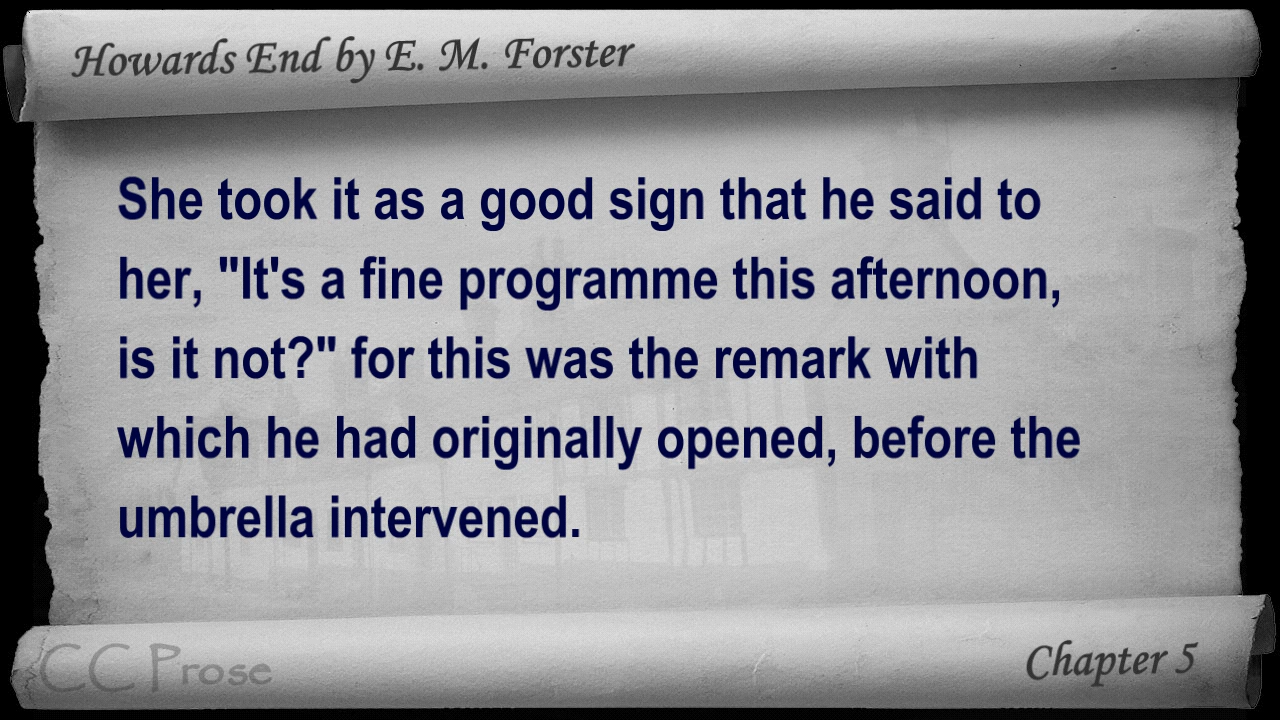 Howards End by E. M. Forster
She took it as a good sign that he said to
her, "It's a fine programme this afternoon,
is it not?" for this was the remark with
which he had originally opened, before the
umbrella intervened.
CC Prose
Chapter 5